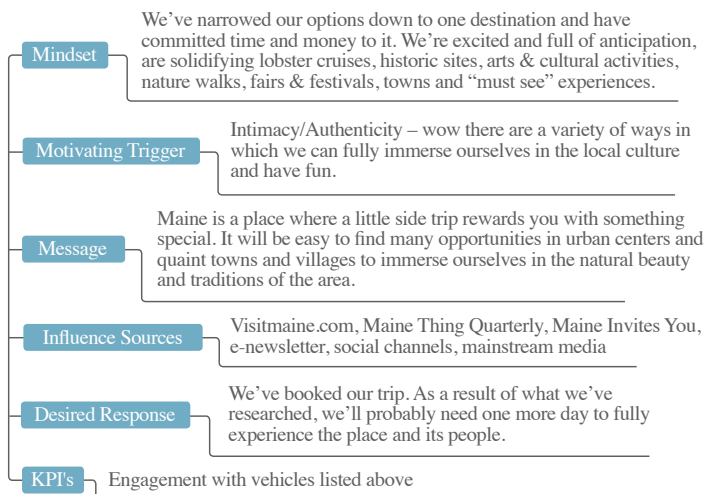 We’ve narrowed our options down to one destination and have
committed time and money to it. We’re excited and full of anticipation,
Mindset
are solidifying lobster cruises, historic sites, arts & cultural activities,
nature walks, fairs & festivals, towns and “must see” experiences.
Intimacy/Authenticity – wow there are a variety of ways in
Motivating Trigger
which we can fully immerse ourselves in the local culture
and have fun.
Maine is a place where a little side trip rewards you with something
special. It will be easy to find many opportunities in urban centers and
Message
quaint towns and villages to immerse ourselves in the natural beauty
and traditions of the area.
Influence Sources
Visitmaine.com, Maine Thing Quarterly, Maine Invites You,
e-newsletter, social channels, mainstream media
We’ve booked our trip. As a result of what we’ve
Desired Response
researched, we’ll probably need one more day to fully
experience the place and its people.
KPI's
Engagement with vehicles listed above